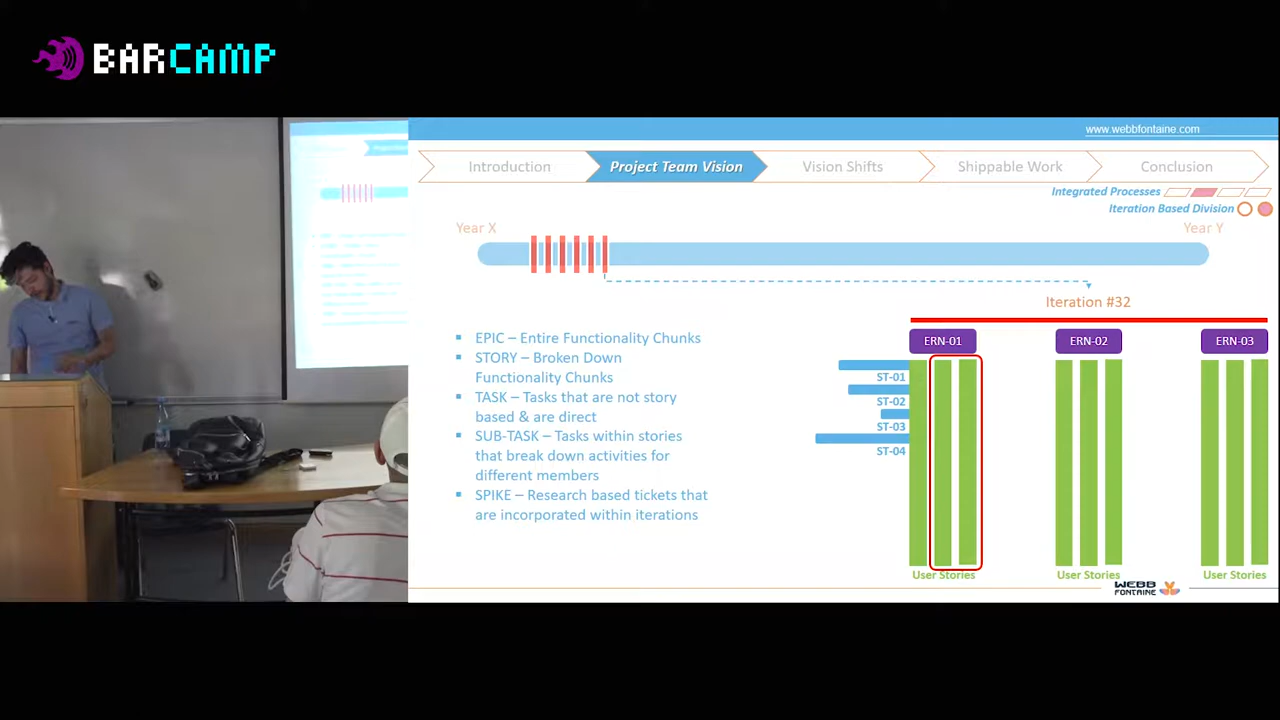 BARCAMP
www.webbfontaine.com
Introduction
Project Team Vision
Vision Shifts
Shippable Work
Conclusion
Integrated Processes
Iteration Based Division
Year X
Year Y
Iteration #32
EPIC – Entire Functionality Chunks
STORY – Broken Down
Functionality Chunks
TASK – Tasks that are not story
based & are direct
SUB-TASK – Tasks within stories
that break down activities for
different members
SPIKE – Research based tickets that
are incorporated within iterations
ERN-01
ERN-02
ERN-03
ST-01
ST-02
ST-03
ST-04
User Stories
User Stories
User Stories
WEBB
FONTAINE